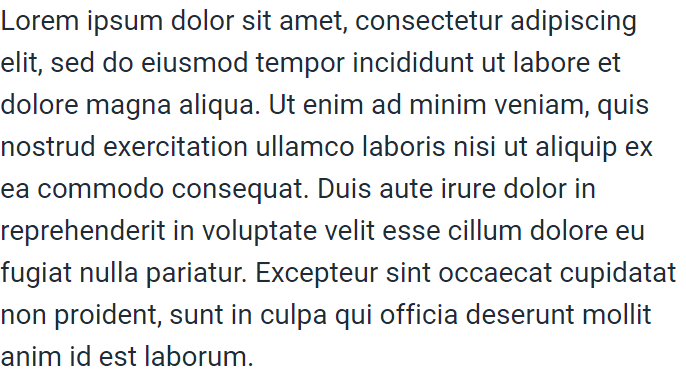 Lorem ipsum dolor sit amet, consectetur adipiscing
elit, sed do eiusmod tempor incididunt ut labore et
dolore magna aliqua. Ut enim ad minim veniam, quis
nostrud exercitation ullamco laboris nisi ut aliquip ex
ea commodo consequat. Duis aute irure dolor in
reprehenderit in voluptate velit esse cillum dolore eu
fugiat nulla pariatur. Excepteur sint occaecat cupidatat
non proident, sunt in culpa qui officia deserunt mollit
anim id est laborum.